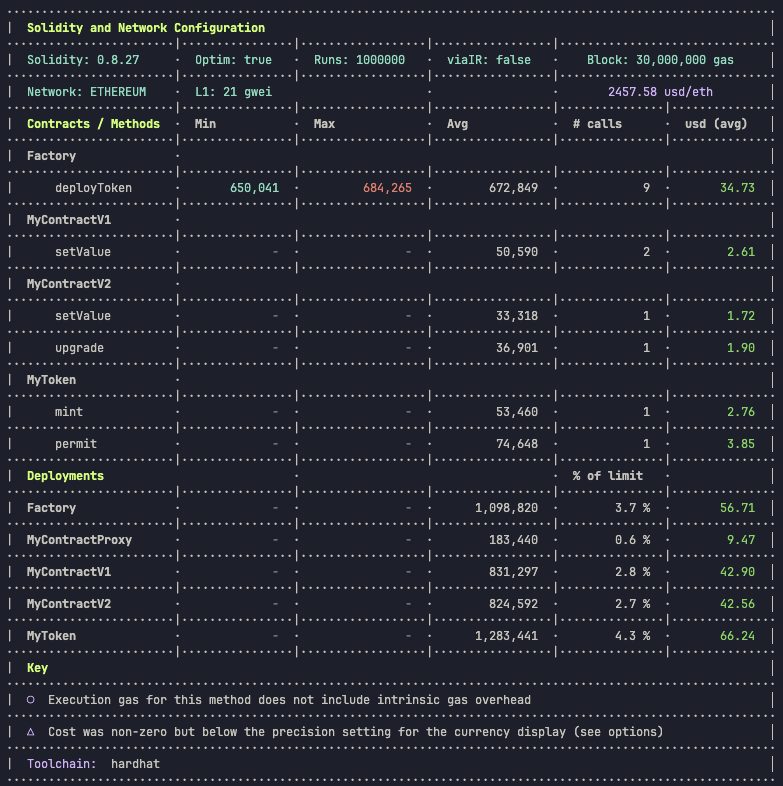 Solidity and Network Configuration
Solidity: 0.8.27 · Optim: true · Runs: 1000000 · viaIR: false · Block: 30,000,000 gas
Network: ETHEREUM · L1: 21 gwei · · 2457.58 usd/eth
Contracts / Methods · Min · Max · Avg · # calls · usd (avg)
Factory ·
deployToken · 650,041 · 684,265 · 672,849 · 9 · 34.73
MyContractV1 ·
setValue · - · - · 50,590 · 2 · 2.61
MyContractV2 ·
setValue · - · - · 33,318 · 1 · 1.72
upgrade · - · - · 36,901 · 1 · 1.90
MyToken ·
mint · - · - · 53,460 · 1 · 2.76
permit · - · - · 74,648 · 1 · 3.85
Deployments · · % of limit ·
Factory · - · - · 1,098,820 · 3.7 % · 56.71
MyContractProxy · - · - · 183,440 · 0.6 % · 9.47
MyContractV1 · - · - · 831,297 · 2.8 % · 42.90
MyContractV2 · - · - · 824,592 · 2.7 % · 42.56
MyToken · - · - · 1,283,441 · 4.3 % · 66.24
Key
○ Execution gas for this method does not include intrinsic gas overhead
△ Cost was non-zero but below the precision setting for the currency display (see options)
Toolchain: hardhat